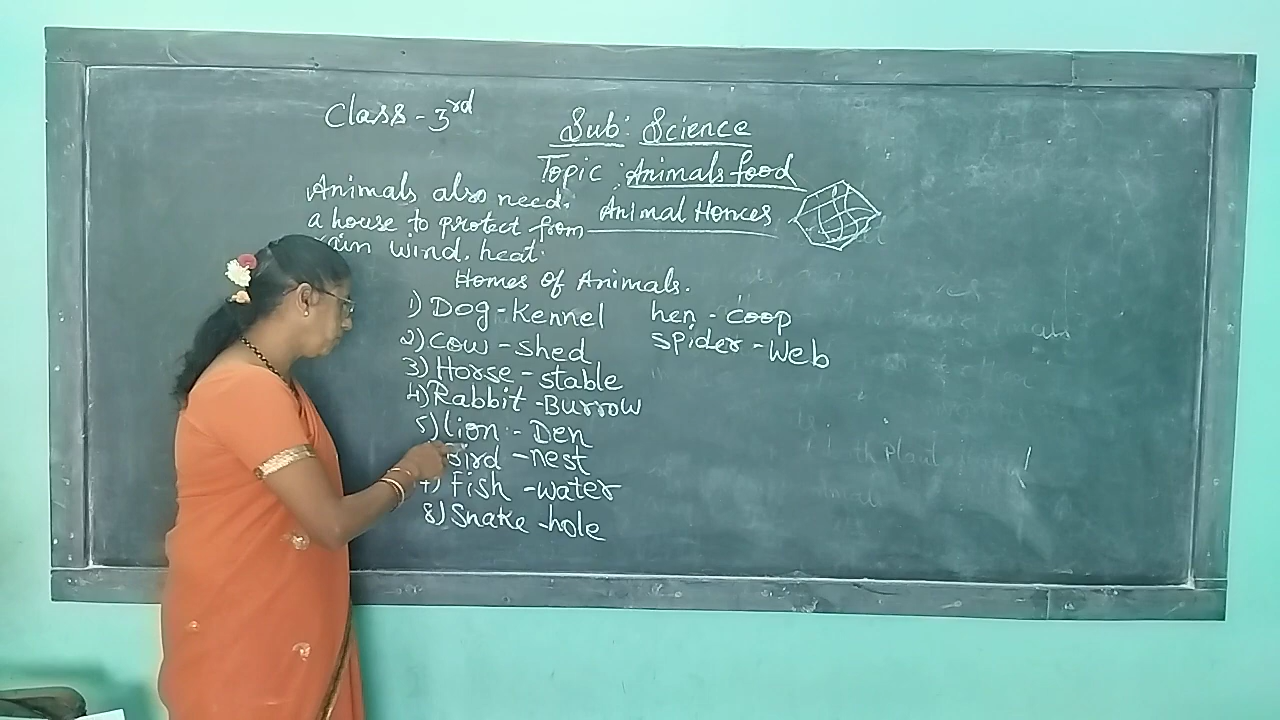 Class - 3rd
Sub: Science
Topic: Animals food
Animal Honces
Animals also need.
a house to protect from
rain wind, heat.
Homes of Animals.
1) Dog - Kennel
2) Cow - shed
3) Horse - stable
4) Rabbit - Burrow
5) Lion - Den
Bird - nest
7) Fish - water
8) Snake - hole
hen - coop
spider - Web